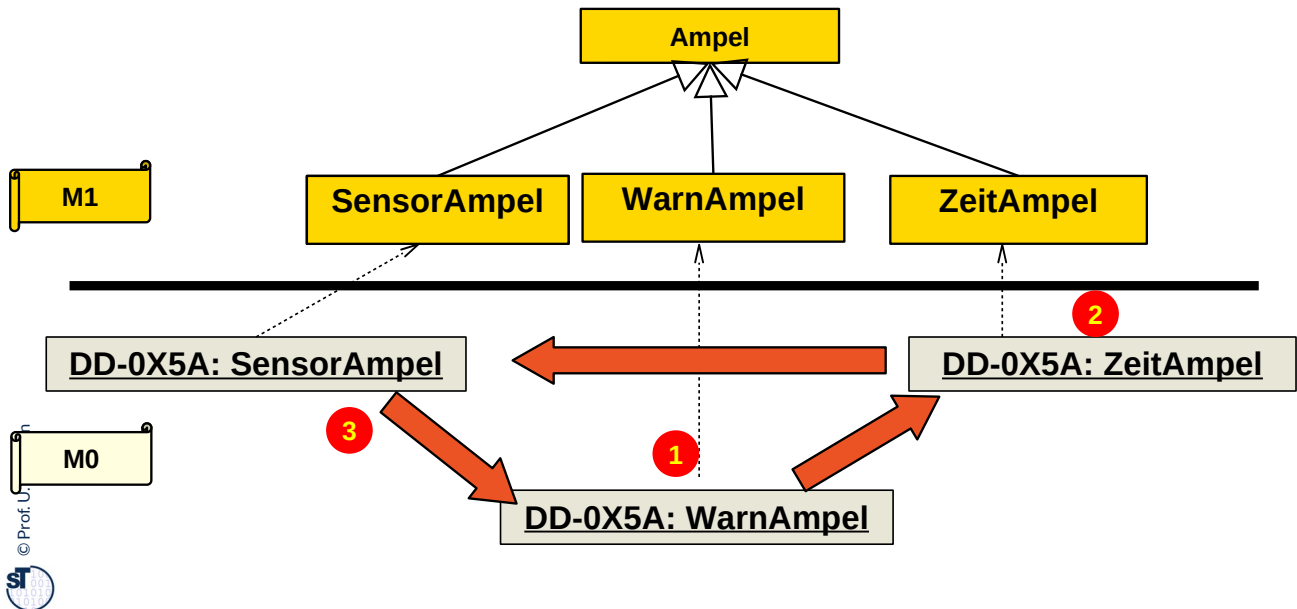 Ampel
M1
SensorAmpel
WarnAmpel
ZeitAmpel
2
DD-0X5A: SensorAmpel
DD-0X5A: ZeitAmpel
3
1
M0
DD-0X5A: WarnAmpel
© Prof. U.
ST